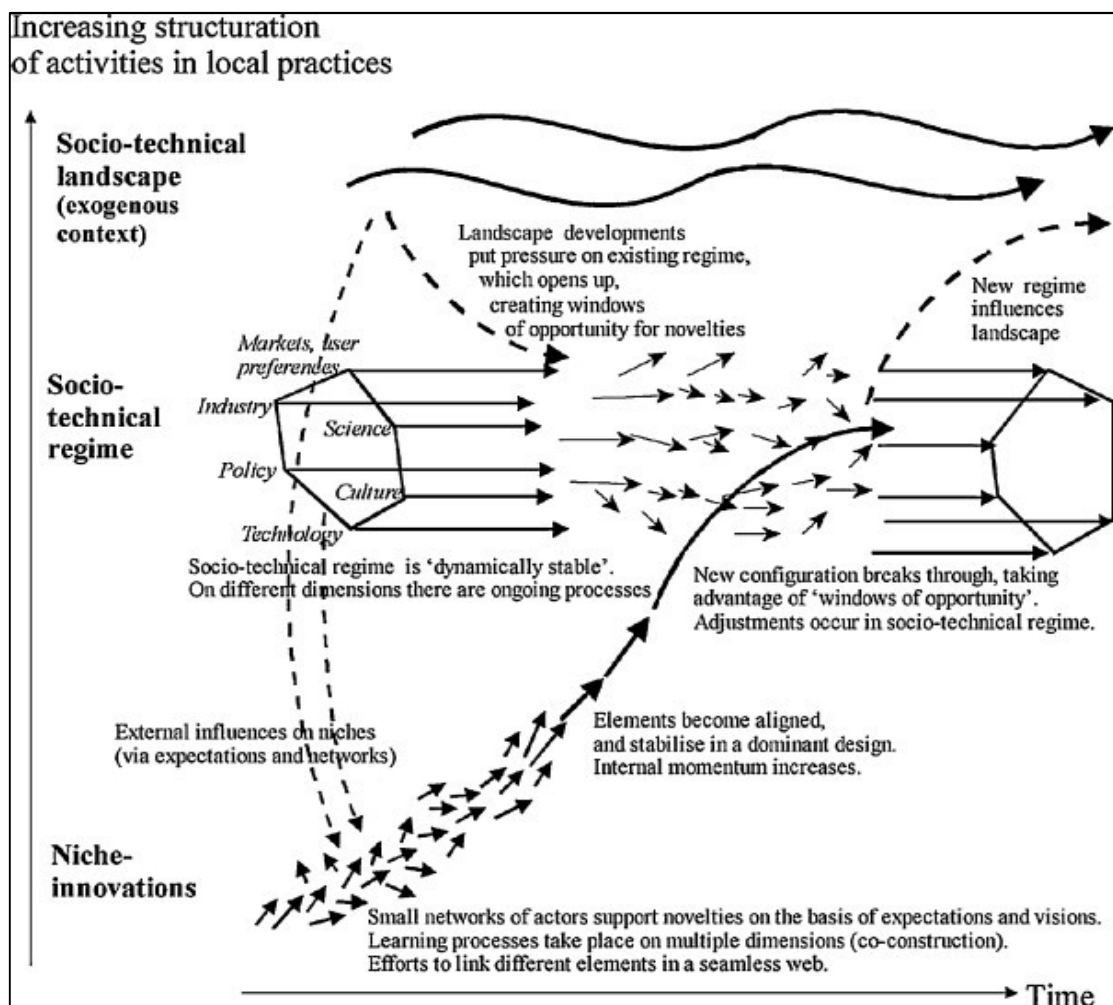 Increasing structuration
of activities in local practices
Socio-technical
landscape
(exogenous
context)
Landscape developments
put pressure on existing regime,
which opens up,
creating windows
of opportunity for novelties
New regime
influences
landscape
Markets, user
preferendes
Socio-
technical
regime
Industry
Science
Policy
Culture
Technology
Socio-technical regime is ‘dynamically stable’.
On different dimensions there are ongoing processes
New configuration breaks through, taking
advantage of ‘windows of opportunity’.
Adjustments occur in socio-technical regime.
External influences on niches
(via expectations and networks)
Elements become aligned,
and stabilise in a dominant design.
Internal momentum increases.
Niche-
innovations
Small networks of actors support novelties on the basis of expectations and visions.
Learning processes take place on multiple dimensions (co-construction).
Efforts to link different elements in a seamless web.
Time